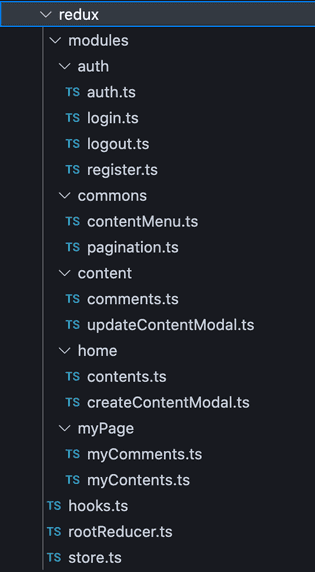 redux
modules
auth
TS auth.ts
TS login.ts
TS logout.ts
TS register.ts
commons
TS contentMenu.ts
TS pagination.ts
content
TS comments.ts
TS updateContentModal.ts
home
TS contents.ts
TS createContentModal.ts
myPage
TS myComments.ts
TS myContents.ts
TS hooks.ts
TS rootReducer.ts
TS store.ts